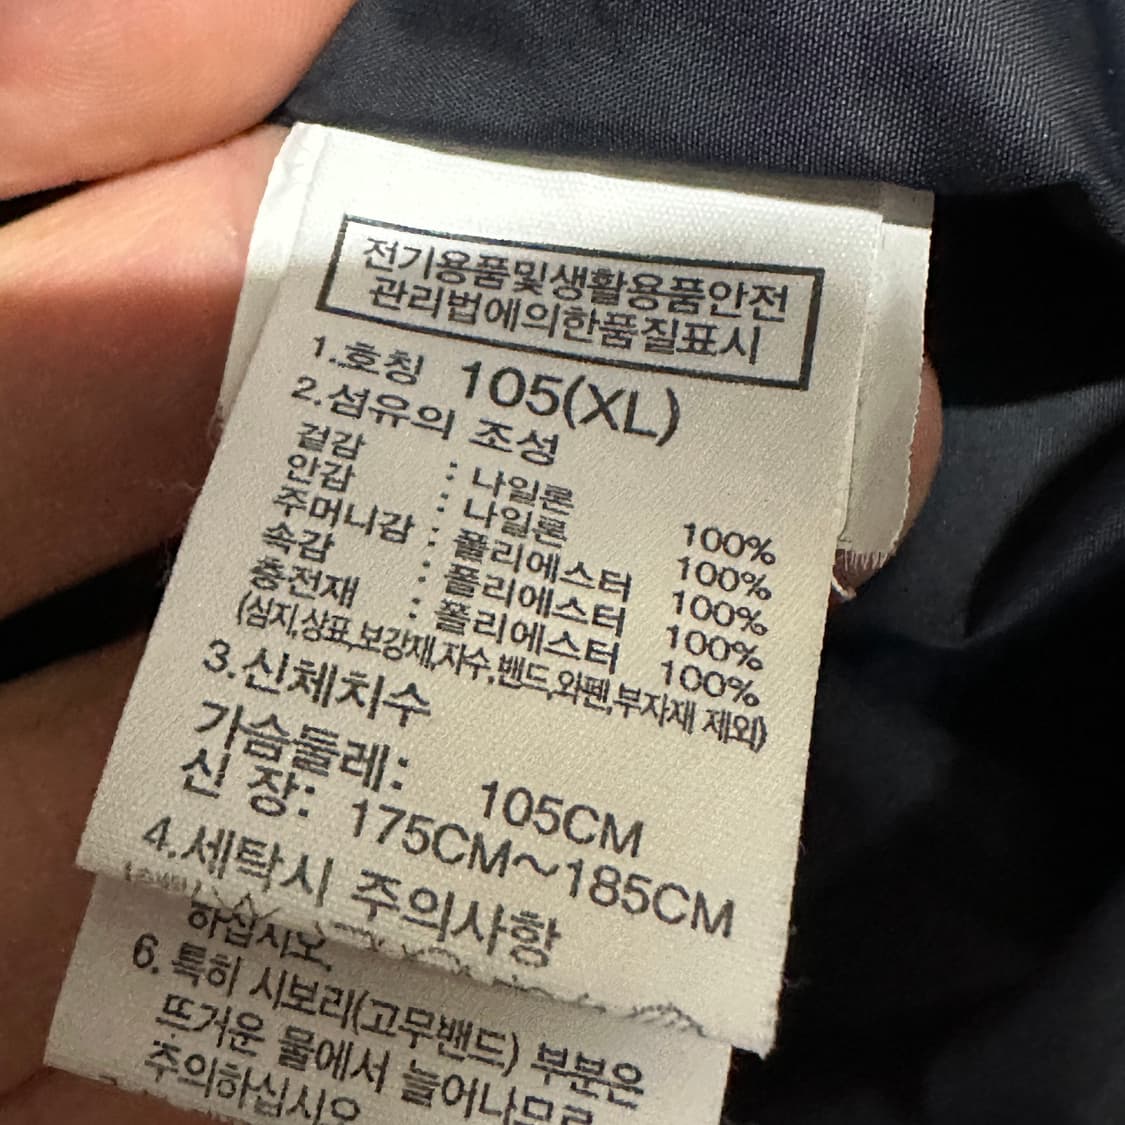 전기용품및생활용품안전
관리법에의한품질표시
1.호칭 105(XL)
2.섬유의 조성
겉감 : 나일론 100%
안감 : 나일론 100%
주머니감 : 폴리에스터 100%
속감 : 폴리에스터 100%
충전재 : 폴리에스터 100%
(심지,상표,보강재,자수,밴드,와펜,부자재 제외)
3.신체치수
가슴둘레: 105CM
신 장: 175CM~185CM
4.세탁시 주의사항
하십시오
6.특히 시보리(고무밴드) 부분은
뜨거운 물에서 늘어나므로
주의하십시오